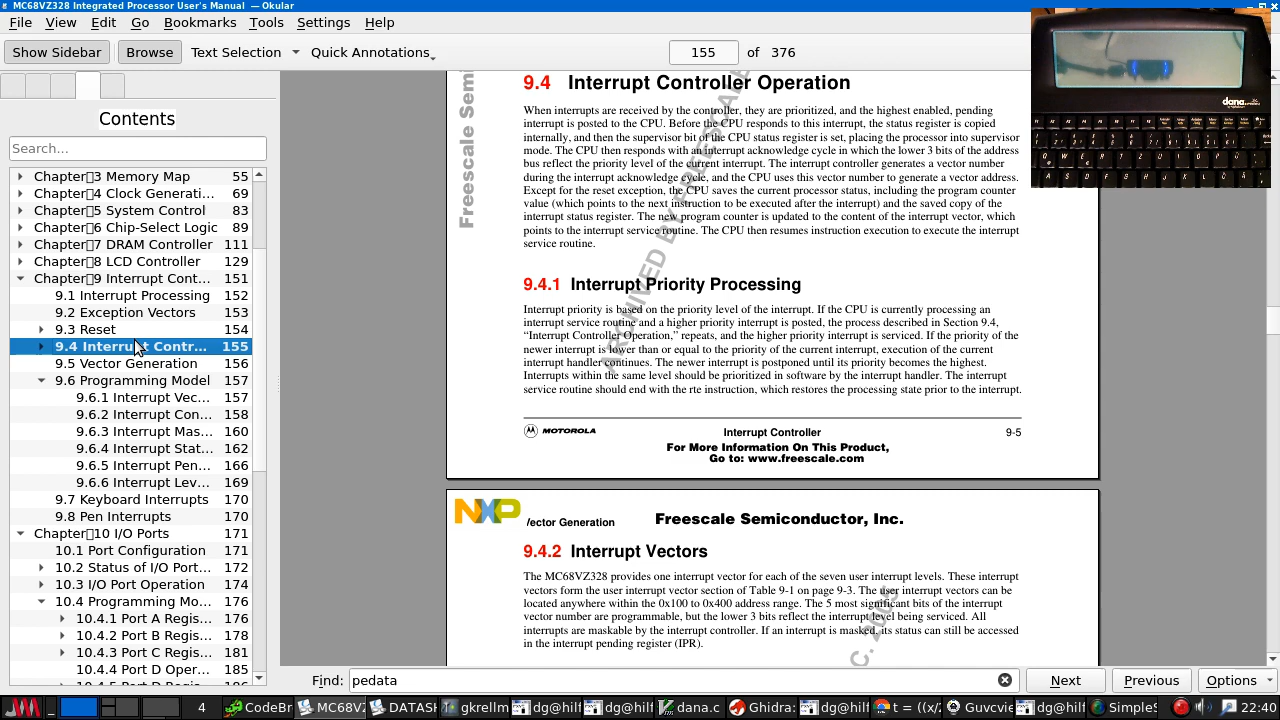 MC68VZ328 Integrated Processor User's Manual — Okular
File View Edit Go Bookmarks Tools Settings Help
Show Sidebar Browse Text Selection Quick Annotations 155 of 376
Contents
Search...
Chapter 3 Memory Map 55
Chapter 4 Clock Generati... 69
Chapter 5 System Control 83
Chapter 6 Chip-Select Logic 89
Chapter 7 DRAM Controller 111
Chapter 8 LCD Controller 129
Chapter 9 Interrupt Cont... 151
9.1 Interrupt Processing 152
9.2 Exception Vectors 153
9.3 Reset 154
9.4 Interrupt Contr... 155
9.5 Vector Generation 156
9.6 Programming Model 157
9.6.1 Interrupt Vec... 157
9.6.2 Interrupt Con... 158
9.6.3 Interrupt Mas... 160
9.6.4 Interrupt Stat... 162
9.6.5 Interrupt Pen... 166
9.6.6 Interrupt Lev... 169
9.7 Keyboard Interrupts 170
9.8 Pen Interrupts 170
Chapter 10 I/O Ports 171
10.1 Port Configuration 171
10.2 Status of I/O Port... 172
10.3 I/O Port Operation 174
10.4 Programming Mo... 176
10.4.1 Port A Regis... 176
10.4.2 Port B Regis... 178
10.4.3 Port C Regis... 181
10.4.4 Port D Oper... 185
Freescale Semi
ARCHIVED BY FREESCALE
9.4 Interrupt Controller Operation
When interrupts are received by the controller, they are prioritized, and the highest enabled, pending
interrupt is posted to the CPU. Before the CPU responds to this interrupt, the status register is copied
internally, and then the supervisor bit of the CPU status register is set, placing the processor into supervisor
mode. The CPU then responds with an interrupt acknowledge cycle in which the lower 3 bits of the address
bus reflect the priority level of the current interrupt. The interrupt controller generates a vector number
during the interrupt acknowledge cycle, and the CPU uses this vector number to generate a vector address.
Except for the reset exception, the CPU saves the current processor status, including the program counter
value (which points to the next instruction to be executed after the interrupt) and the saved copy of the
interrupt status register. The new program counter is updated to the content of the interrupt vector, which
points to the interrupt service routine. The CPU then resumes instruction execution to execute the interrupt
service routine.
9.4.1 Interrupt Priority Processing
Interrupt priority is based on the priority level of the interrupt. If the CPU is currently processing an
interrupt service routine and a higher priority interrupt is posted, the process described in Section 9.4,
“Interrupt Controller Operation,” repeats, and the higher priority interrupt is serviced. If the priority of the
newer interrupt is lower than or equal to the priority of the current interrupt, execution of the current
interrupt handler continues. The newer interrupt is postponed until its priority becomes the highest.
Interrupts within the same level should be prioritized in software by the interrupt handler. The interrupt
service routine should end with the rte instruction, which restores the processing state prior to the interrupt.
MOTOROLA Interrupt Controller 9-5
For More Information On This Product,
Go to: www.freescale.com
NXP Vector Generation Freescale Semiconductor, Inc.
9.4.2 Interrupt Vectors
The MC68VZ328 provides one interrupt vector for each of the seven user interrupt levels. These interrupt
vectors form the user interrupt vector section of Table 9-1 on page 9-3. The user interrupt vectors can be
located anywhere within the 0x100 to 0x400 address range. The 5 most significant bits of the interrupt
vector number are programmable, but the lower 3 bits reflect the interrupt level being serviced. All
interrupts are maskable by the interrupt controller. If an interrupt is masked, its status can still be accessed
in the interrupt pending register (IPR).
dana
Find: pedata Next Previous Options
4 CodeBr MC68V DATAS gkrellm dg@hilf dg@hilf dana.c Ghidra: dg@hilf t = ((x/ Guvcvie dg@hilf SimpleS 22:40